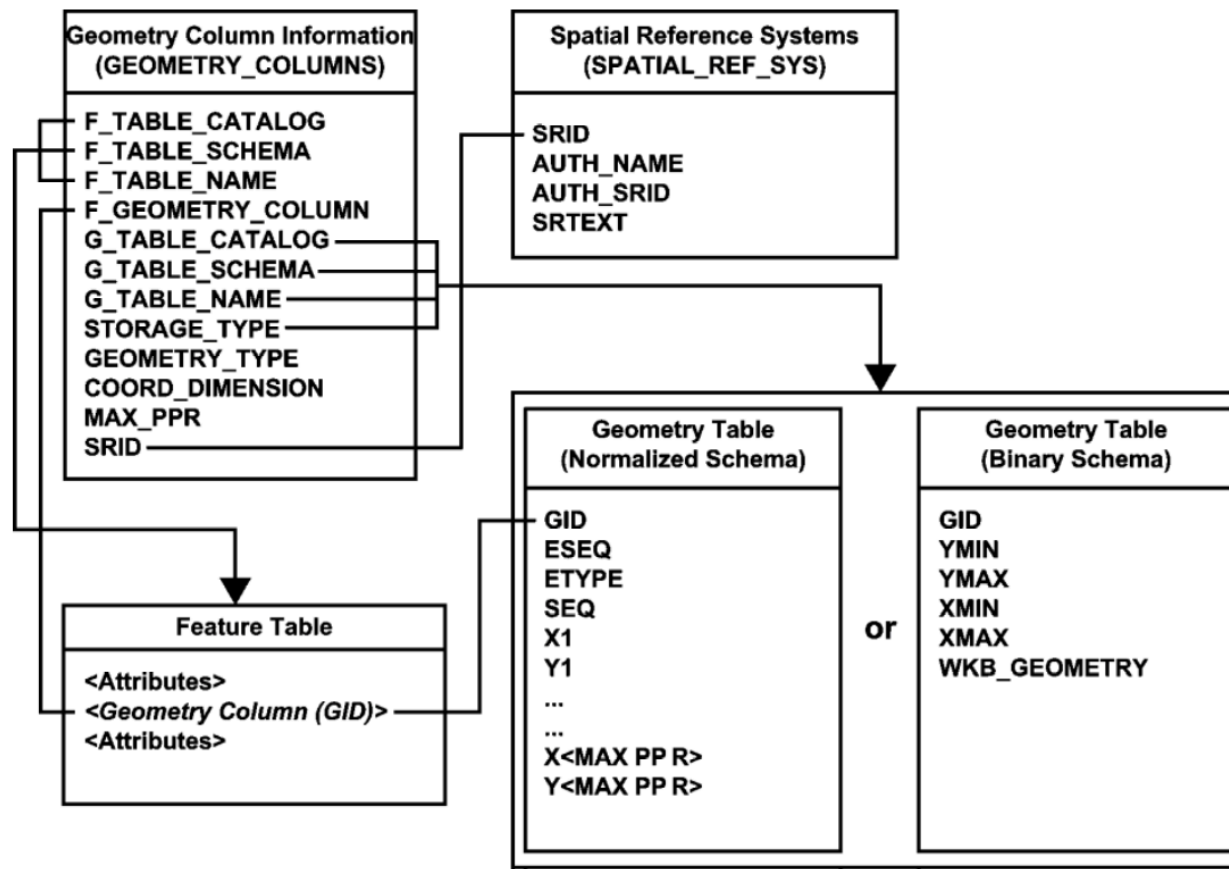 Geometry Column Information
(GEOMETRY_COLUMNS)
F_TABLE_CATALOG
F_TABLE_SCHEMA
F_TABLE_NAME
F_GEOMETRY_COLUMN
G_TABLE_CATALOG
G_TABLE_SCHEMA
G_TABLE_NAME
STORAGE_TYPE
GEOMETRY_TYPE
COORD_DIMENSION
MAX_PPR
SRID
Spatial Reference Systems
(SPATIAL_REF_SYS)
SRID
AUTH_NAME
AUTH_SRID
SRTEXT
Feature Table
<Attributes>
<Geometry Column (GID)>
<Attributes>
Geometry Table
(Normalized Schema)
GID
ESEQ
ETYPE
SEQ
X1
Y1
...
...
X<MAX PP R>
Y<MAX PP R>
or
Geometry Table
(Binary Schema)
GID
YMIN
YMAX
XMIN
XMAX
WKB_GEOMETRY